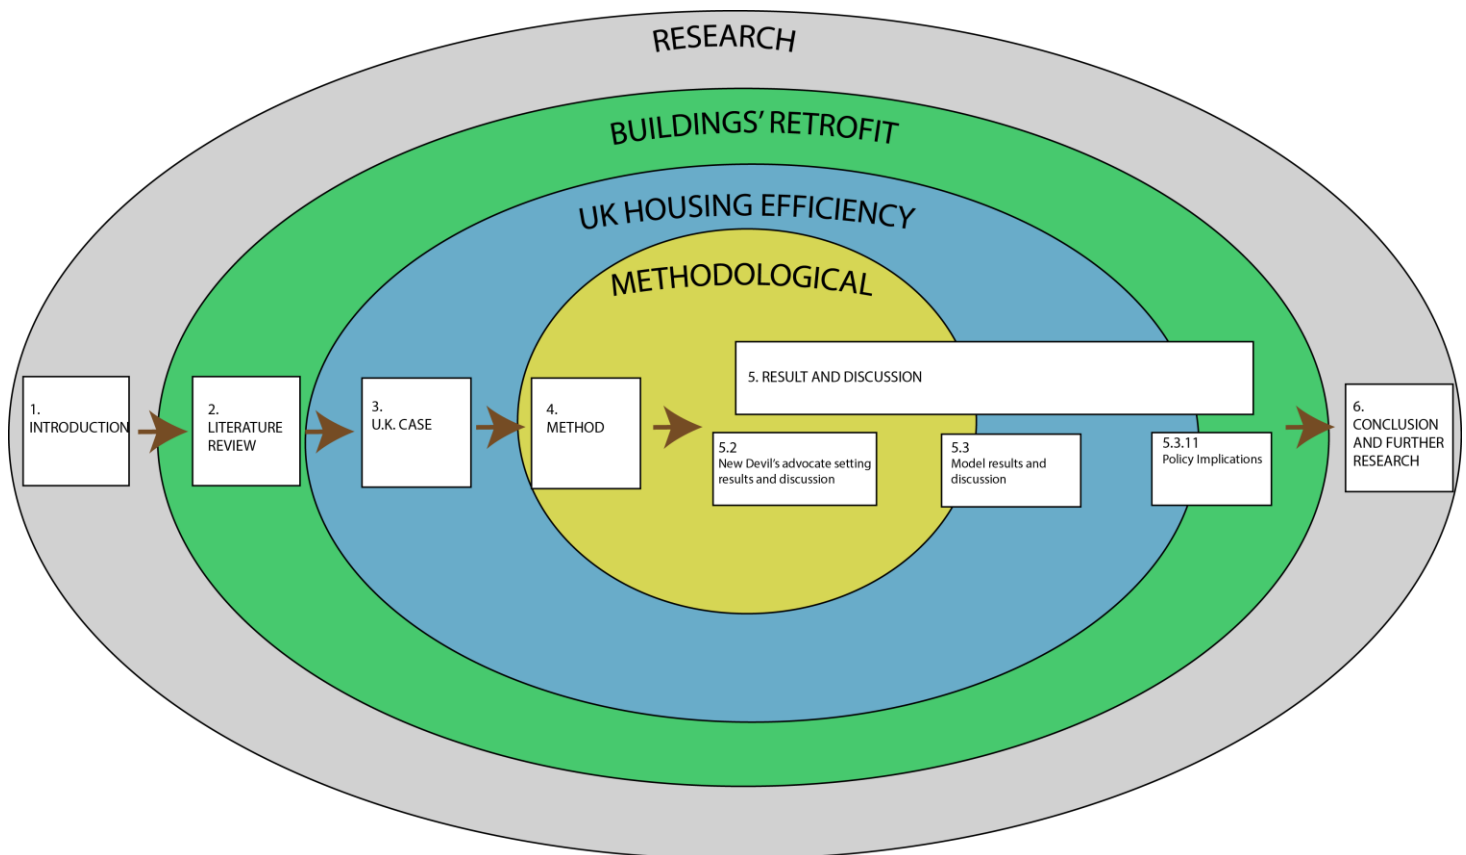 RESEARCH
BUILDINGS' RETROFIT
UK HOUSING EFFICIENCY
METHODOLOGICAL
1.
INTRODUCTION
2.
LITERATURE
REVIEW
3.
U.K. CASE
4.
METHOD
5. RESULT AND DISCUSSION
5.2
New Devil's advocate setting
results and discussion
5.3
Model results and
discussion
5.3.11
Policy Implications
6.
CONCLUSION
AND FURTHER
RESEARCH